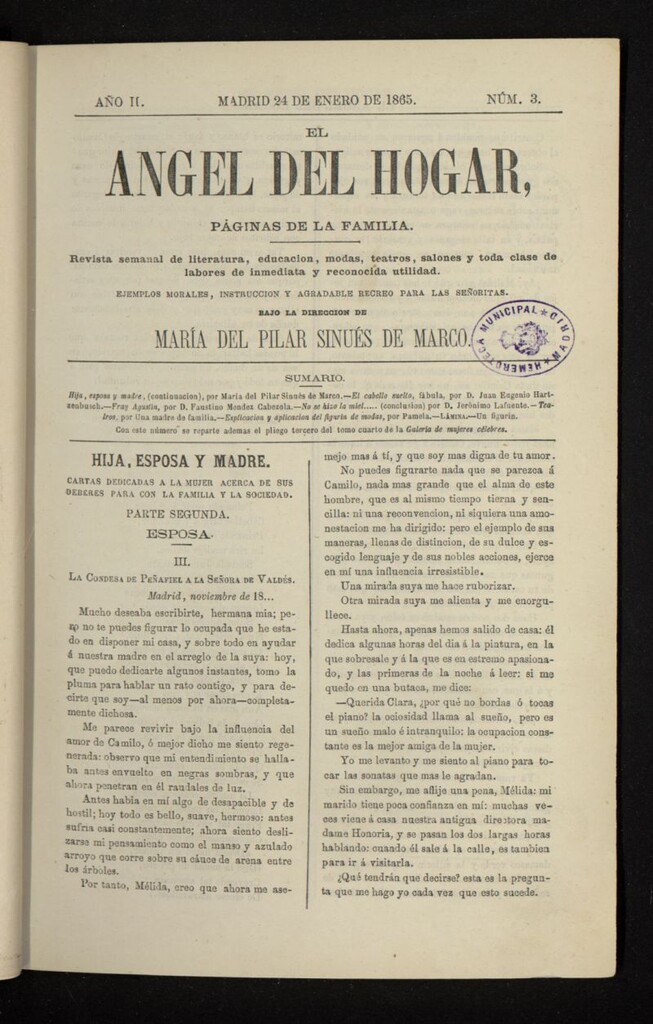 AÑO II. MADRID 24 DE ENERO DE 1865. NÚM. 3.
EL
ANGEL DEL HOGAR,
PÁGINAS DE LA FAMILIA.
Revista semanal de literatura, educacion, modas, teatros, salones y toda clase de
labores de inmediata y reconocida utilidad.
EJEMPLOS MORALES, INSTRUCCION Y AGRADABLE RECREO PARA LAS SEÑORITAS.
BAJO LA DIRECCION DE
MARÍA DEL PILAR SINUÉS DE MARCO.
HEMEROTECA MUNICIPAL ★ MADRID ★
SUMARIO.
Hija, esposa y madre, (continuacion), por María del Pilar Sinués de Marco.—El cabello suelto, fábula, por D. Juan Eugenio Hart-
zenbusch.—Fray Agustin, por D. Faustino Mendez Cabezola.—No se hizo la miel..... (conclusion) por D. Jerónimo Lafuente.—Tea-
tros, por Una madre de familia.—Explicacion y aplicacion del figurin de modas, por Pamela.—LÁMINA.—Un figurin.
Con este número se reparte ademas el pliego tercero del tomo cuarto de la Galería de mujeres célebres.
HIJA, ESPOSA Y MADRE.
CARTAS DEDICADAS A LA MUJER ACERCA DE SUS
DEBERES PARA CON LA FAMILIA Y LA SOCIEDAD.
PARTE SEGUNDA.
ESPOSA.
III.
LA CONDESA DE PEÑAFIEL A LA SEÑORA DE VALDÉS.
Madrid, noviembre de 18...
Mucho deseaba escribirte, hermana mia; pe-
ro no te puedes figurar lo ocupada que he esta-
do en disponer mi casa, y sobre todo en ayudar
á nuestra madre en el arreglo de la suya: hoy,
que puedo dedicarte algunos instantes, tomo la
pluma para hablar un rato contigo, y para de-
cirte que soy—al menos por ahora—completa-
mente dichosa.
Me parece revivir bajo la influencia del
amor de Camilo, ó mejor dicho me siento rege-
nerada: observo que mi entendimiento se halla-
ba antes envuelto en negras sombras, y que
ahora penetran en él raudales de luz.
Antes habia en mí algo de desapacible y de
hostil; hoy todo es bello, suave, hermoso: antes
sufria casi constantemente; ahora siento desli-
zarse mi pensamiento como el manso y azulado
arroyo que corre sobre su cáuce de arena entre
los árboles.
Por tanto, Mélida, creo que ahora me ase-
mejo mas á tí, y que soy mas digna de tu amor.
No puedes figurarte nada que se parezca á
Camilo, nada mas grande que el alma de este
hombre, que es al mismo tiempo tierna y sen-
cilla: ni una reconvencion, ni siquiera una amo-
nestacion me ha dirigido: pero el ejemplo de sus
maneras, llenas de distincion, de su dulce y es-
cogido lenguaje y de sus nobles acciones, ejerce
en mí una influencia irresistible.
Una mirada suya me hace ruborizar.
Otra mirada suya me alienta y me enorgu-
llece.
Hasta ahora, apenas hemos salido de casa: él
dedica algunas horas del dia á la pintura, en la
que sobresale y á la que es en estremo apasiona-
do, y las primeras de la noche á leer: si me
quedo en una butaca, me dice:
—Querida Clara, ¿por qué no bordas ó tocas
el piano? la ociosidad llama al sueño, pero es
un sueño malo é intranquilo: la ocupacion cons-
tante es la mejor amiga de la mujer.
Yo me levanto y me siento al piano para to-
car las sonatas que mas le agradan.
Sin embargo, me aflije una pena, Mélida: mi
marido tiene poca confianza en mí: muchas ve-
ces viene á casa nuestra antigua directora ma-
dame Honoria, y se pasan los dos largas horas
hablando: cuando él sale á la calle, es tambien
para ir á visitarla.
¿Qué tendrán que decirse? esta es la pregun-
ta que me hago yo cada vez que esto sucede.